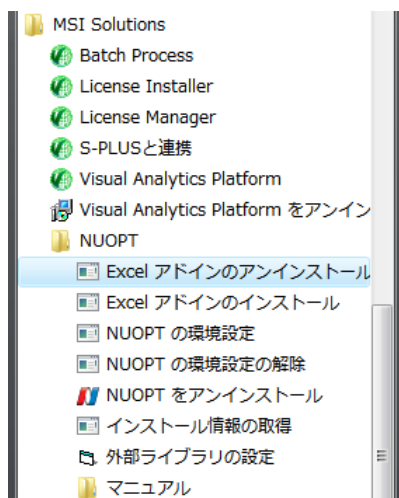 MSI Solutions
Batch Process
License Installer
License Manager
S-PLUSと連携
Visual Analytics Platform
Visual Analytics Platform をアンイン
NUOPT
Excel アドインのアンインストール
Excel アドインのインストール
NUOPT の環境設定
NUOPT の環境設定の解除
NUOPT をアンインストール
インストール情報の取得
外部ライブラリの設定
マニュアル